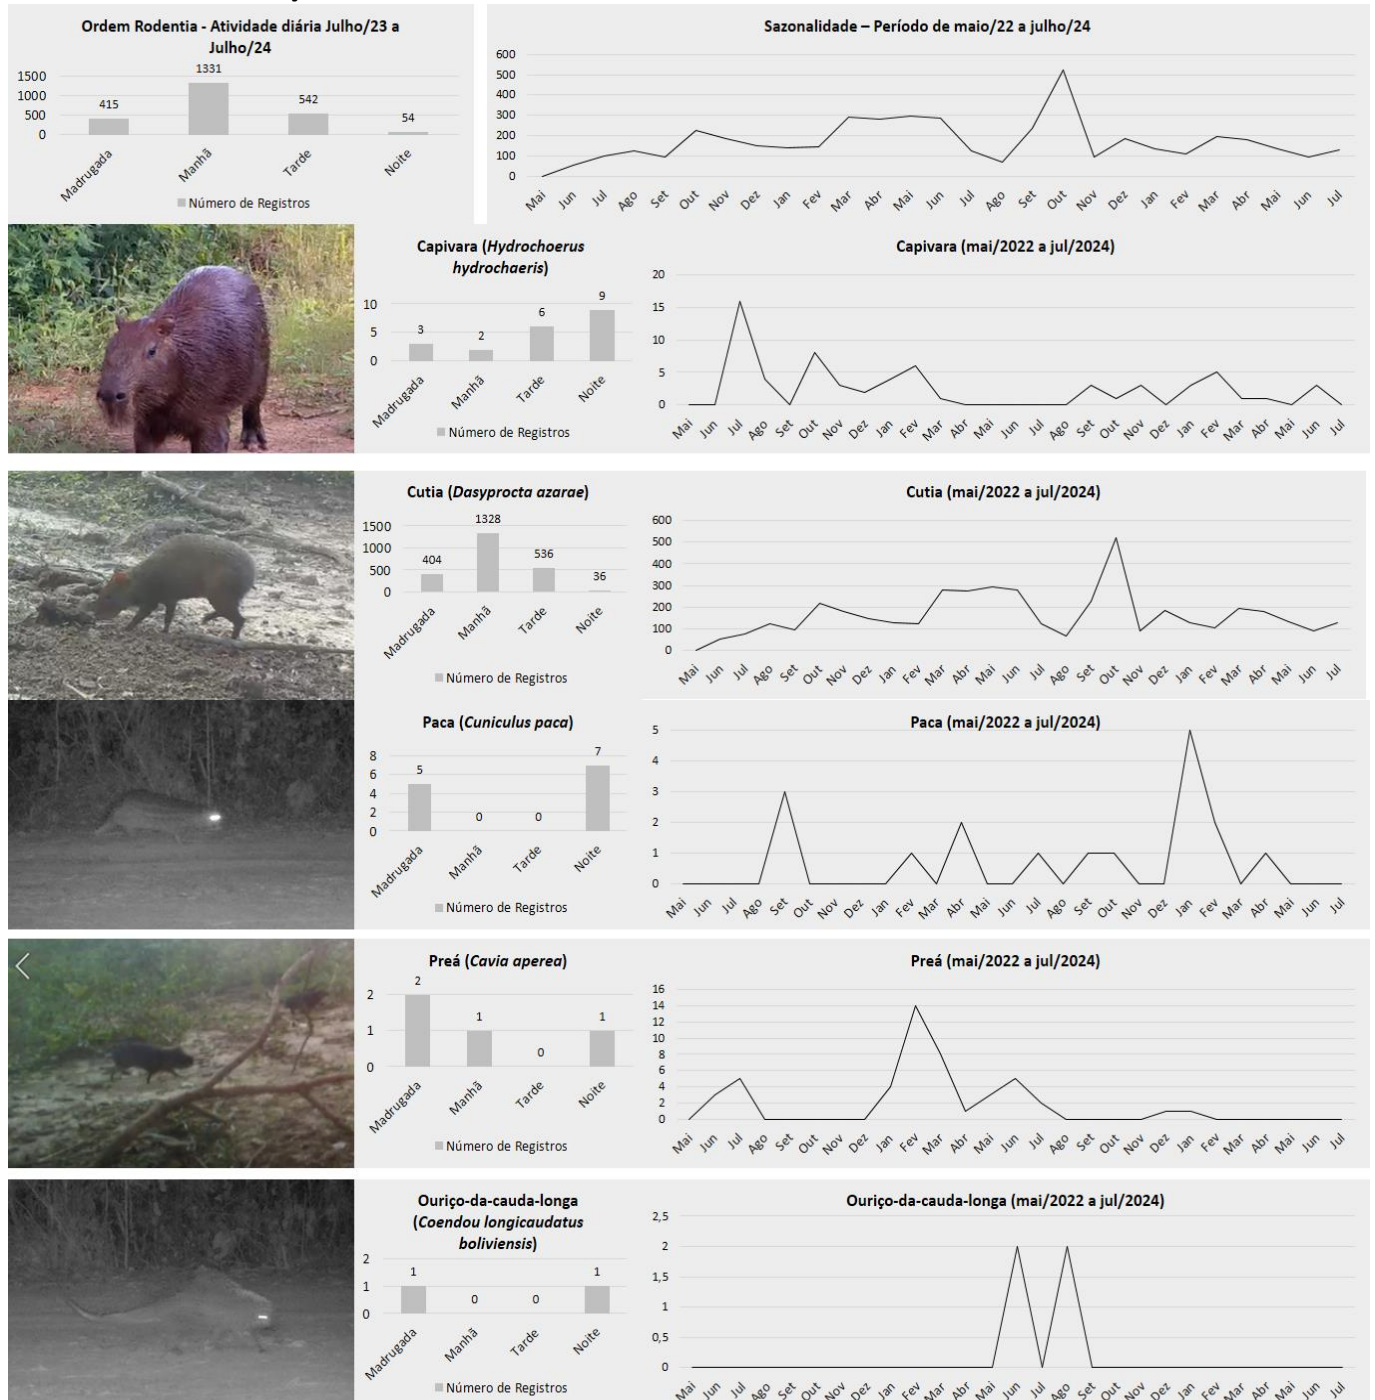 Ordem Rodentia - Atividade diária Julho/23 a
Julho/24
1500
1000
500
0
415
1331
542
54
Madrugada
Manhã
Tarde
Noite
Número de Registros
Sazonalidade – Período de maio/22 a julho/24
600
500
400
300
200
100
0
Mai Jun Jul Ago Set Out Nov Dez Jan Fev Mar Abr Mai Jun Jul Ago Set Out Nov Dez Jan Fev Mar Abr Mai Jun Jul
Capivara (Hydrochoerus
hydrochaeris)
10
5
0
3
2
6
9
Madrugada
Manhã
Tarde
Noite
Número de Registros
Capivara (mai/2022 a jul/2024)
20
15
10
5
0
Mai Jun Jul Ago Set Out Nov Dez Jan Fev Mar Abr Mai Jun Jul Ago Set Out Nov Dez Jan Fev Mar Abr Mai Jun Jul
Cutia (Dasyprocta azarae)
1500
1000
500
0
404
1328
536
36
Madrugada
Manhã
Tarde
Noite
Número de Registros
Cutia (mai/2022 a jul/2024)
600
500
400
300
200
100
0
Mai Jun Jul Ago Set Out Nov Dez Jan Fev Mar Abr Mai Jun Jul Ago Set Out Nov Dez Jan Fev Mar Abr Mai Jun Jul
Paca (Cuniculus paca)
8
6
4
2
0
5
0
0
7
Madrugada
Manhã
Tarde
Noite
Número de Registros
Paca (mai/2022 a jul/2024)
5
4
3
2
1
0
Mai Jun Jul Ago Set Out Nov Dez Jan Fev Mar Abr Mai Jun Jul Ago Set Out Nov Dez Jan Fev Mar Abr Mai Jun Jul
Preá (Cavia aperea)
2
1
0
2
1
0
1
Madrugada
Manhã
Tarde
Noite
Número de Registros
Preá (mai/2022 a jul/2024)
16
14
12
10
8
6
4
2
0
Mai Jun Jul Ago Set Out Nov Dez Jan Fev Mar Abr Mai Jun Jul Ago Set Out Nov Dez Jan Fev Mar Abr Mai Jun Jul
Ouriço-da-cauda-longa
(Coendou longicaudatus
boliviensis)
2
1
0
1
0
0
1
Madrugada
Manhã
Tarde
Noite
Número de Registros
Ouriço-da-cauda-longa (mai/2022 a jul/2024)
2,5
2
1,5
1
0,5
0
Mai Jun Jul Ago Set Out Nov Dez Jan Fev Mar Abr Mai Jun Jul Ago Set Out Nov Dez Jan Fev Mar Abr Mai Jun Jul